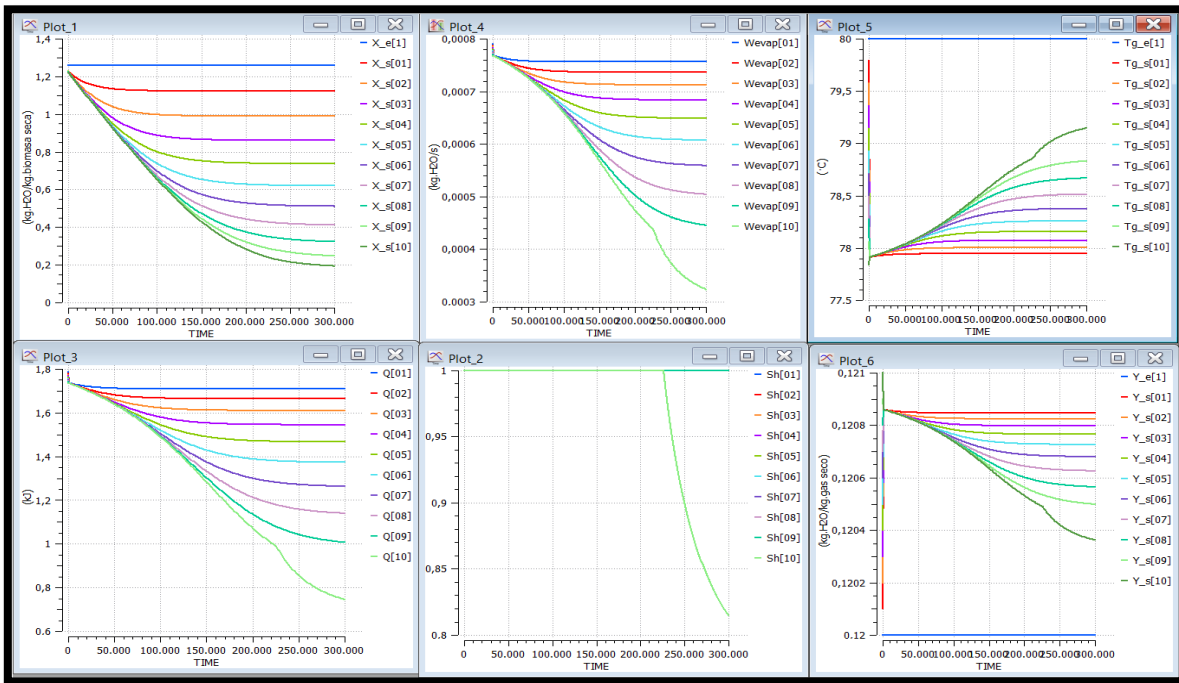 Plot_1
1,4
1,2
1
0,8
0,6
0,4
0,2
0
(kg.H2O/kg.biomasa seca)
0 50.000 100.000 150.000 200.000 250.000 300.000
TIME
X_e[1]
X_s[01]
X_s[02]
X_s[03]
X_s[04]
X_s[05]
X_s[06]
X_s[07]
X_s[08]
X_s[09]
X_s[10]
Plot_4
0,0008
0,0007
0,0006
0,0005
0,0004
0,0003
(kg.H2O/s)
0 50.000 100.000 150.000 200.000 250.000 300.000
TIME
Wevap[01]
Wevap[02]
Wevap[03]
Wevap[04]
Wevap[05]
Wevap[06]
Wevap[07]
Wevap[08]
Wevap[09]
Wevap[10]
Plot_5
80
79.5
79
78.5
78
77.5
(°C)
0 50.000 100.000 150.000 200.000 250.000 300.000
TIME
Tg_e[1]
Tg_s[01]
Tg_s[02]
Tg_s[03]
Tg_s[04]
Tg_s[05]
Tg_s[06]
Tg_s[07]
Tg_s[08]
Tg_s[09]
Tg_s[10]
Plot_3
1,8
1,6
1,4
1,2
1
0,8
0.6
(kJ)
0 50.000 100.000 150.000 200.000 250.000 300.000
TIME
Q[01]
Q[02]
Q[03]
Q[04]
Q[05]
Q[06]
Q[07]
Q[08]
Q[09]
Q[10]
Plot_2
1
0,95
0,9
0,85
0.8
0 50.000 100.000 150.000 200.000 250.000 300.000
TIME
Sh[01]
Sh[02]
Sh[03]
Sh[04]
Sh[05]
Sh[06]
Sh[07]
Sh[08]
Sh[09]
Sh[10]
Plot_6
0,121
0,1208
0,1206
0,1204
0,1202
0.12
(kg.H2O/kg.gas seco)
0 50.000 100.000 150.000 200.000 250.000 300.000
TIME
Y_e[1]
Y_s[01]
Y_s[02]
Y_s[03]
Y_s[04]
Y_s[05]
Y_s[06]
Y_s[07]
Y_s[08]
Y_s[09]
Y_s[10]